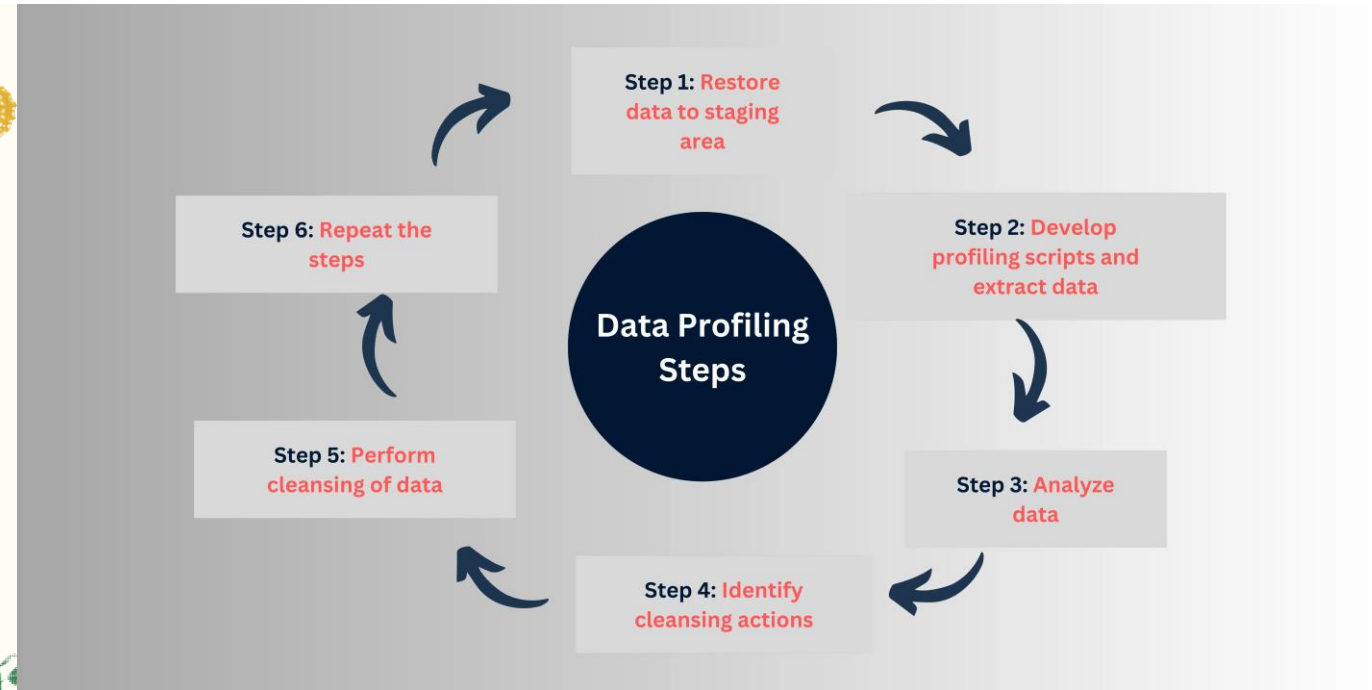 Step 1: Restore
data to staging
area
Step 2: Develop
profiling scripts and
extract data
Step 3: Analyze
data
Step 4: Identify
cleansing actions
Step 5: Perform
cleansing of data
Step 6: Repeat the
steps
Data Profiling
Steps